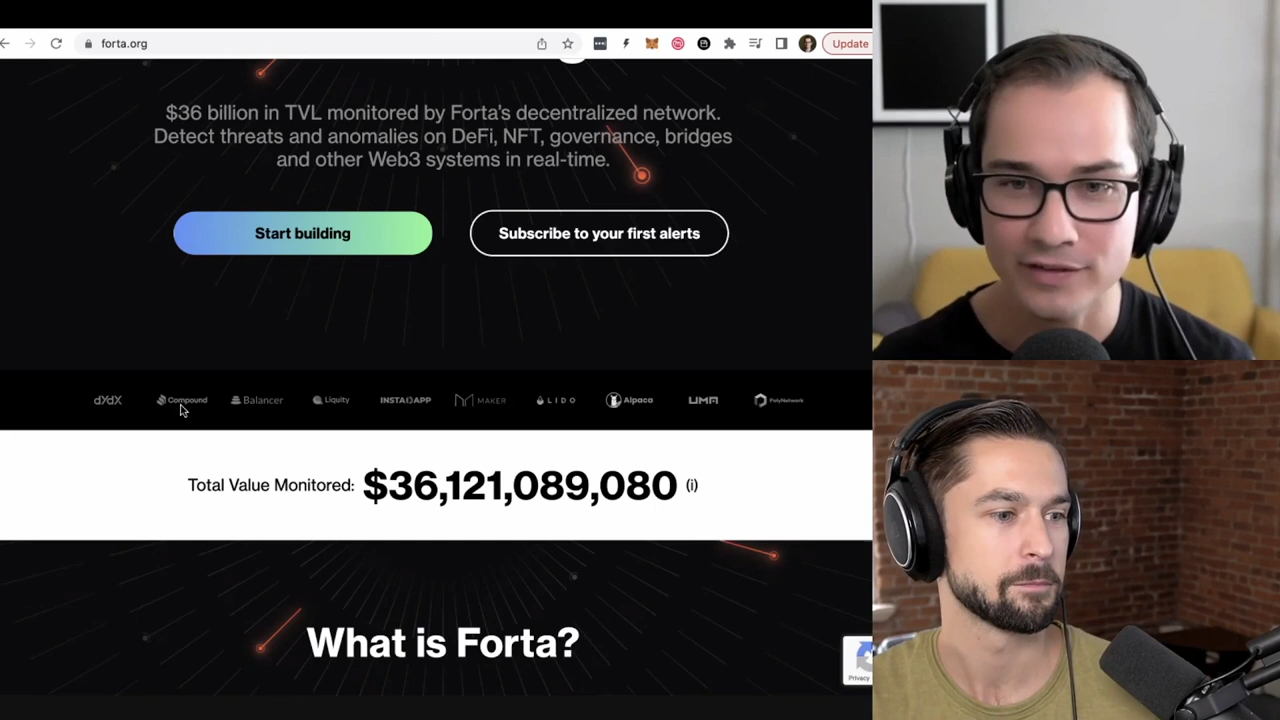 forta.org
Update
$36 billion in TVL monitored by Forta's decentralized network.
Detect threats and anomalies on DeFi, NFT, governance, bridges
and other Web3 systems in real-time.
Start building
Subscribe to your first alerts
dYdX Compound Balancer Liquity INSTADAPP MAKER LIDO Alpaca UMA PolyNetwork
Total Value Monitored: $36,121,089,080 (i)
What is Forta?
Privacy